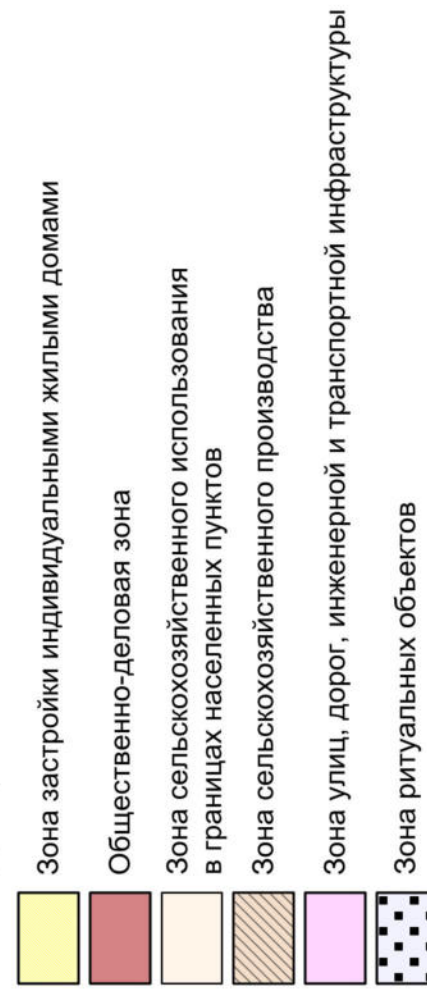 Зона застройки индивидуальными жилыми домами
Общественно-деловая зона
Зона сельскохозяйственного использования
в границах населенных пунктов
Зона сельскохозяйственного производства
Зона улиц, дорог, инженерной и транспортной инфраструктуры
Зона ритуальных объектов